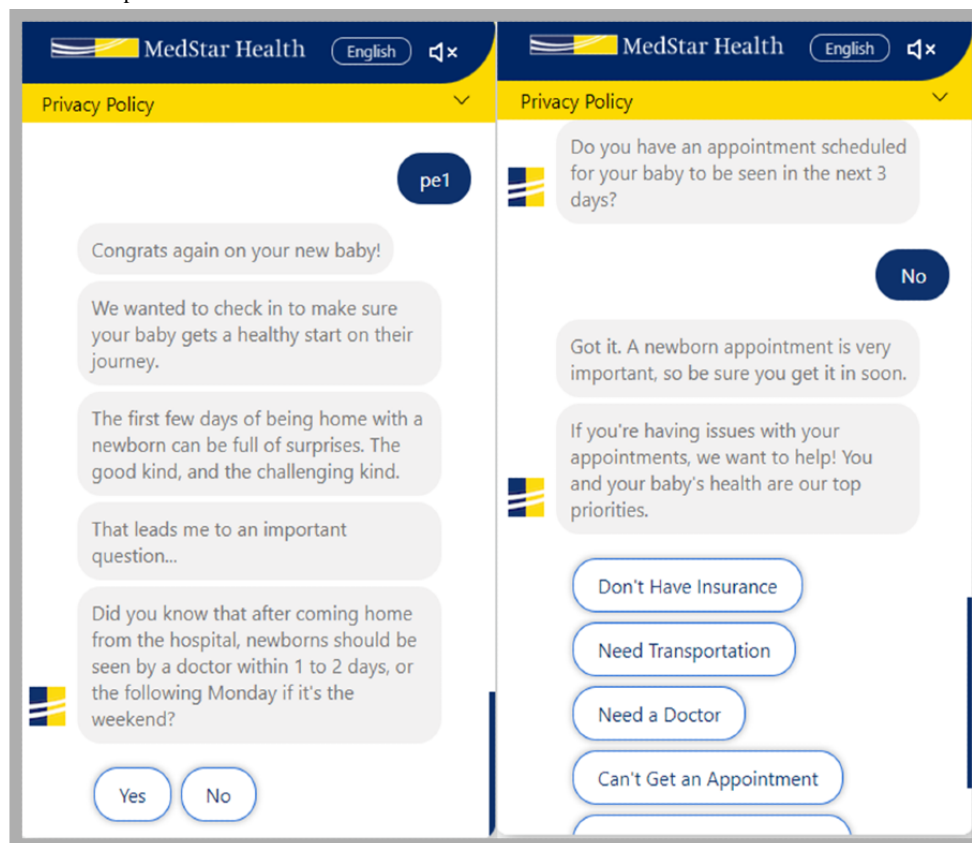 MedStar Health
English
Privacy Policy
pe1
Congrats again on your new baby!
We wanted to check in to make sure
your baby gets a healthy start on their
journey.
The first few days of being home with a
newborn can be full of surprises. The
good kind, and the challenging kind.
That leads me to an important
question...
Did you know that after coming home
from the hospital, newborns should be
seen by a doctor within 1 to 2 days, or
the following Monday if it's the
weekend?
Yes
No
MedStar Health
English
Privacy Policy
Do you have an appointment scheduled
for your baby to be seen in the next 3
days?
No
Got it. A newborn appointment is very
important, so be sure you get it in soon.
If you're having issues with your
appointments, we want to help! You
and your baby's health are our top
priorities.
Don't Have Insurance
Need Transportation
Need a Doctor
Can't Get an Appointment